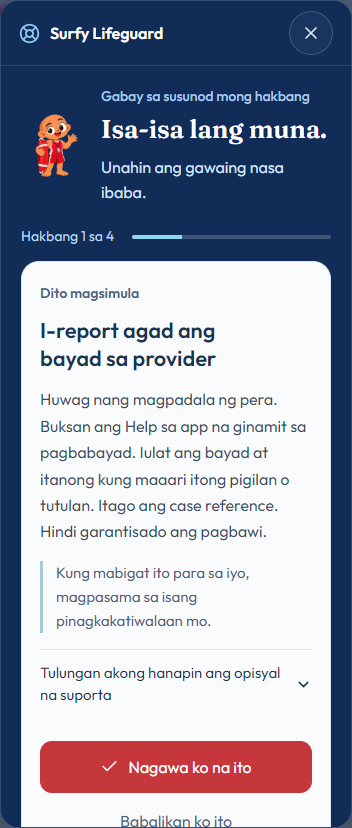 Surfy Lifeguard
Gabay sa susunod mong hakbang
Isa-isa lang muna.
Unahin ang gawaing nasa
ibaba.
Hakbang 1 sa 4
Dito magsimula
I-report agad ang
bayad sa provider
Huwag nang magpadala ng pera.
Buksan ang Help sa app na ginamit sa
pagbabayad. Iulat ang bayad at
itanong kung maaari itong pigilan o
tutulan. Itago ang case reference.
Hindi garantisado ang pagbawi.
Kung mabigat ito para sa iyo,
magpasama sa isang
pinagkakatiwalaan mo.
Tulungan akong hanapin ang opisyal
na suporta
Nagawa ko na ito
Babalikan ko ito